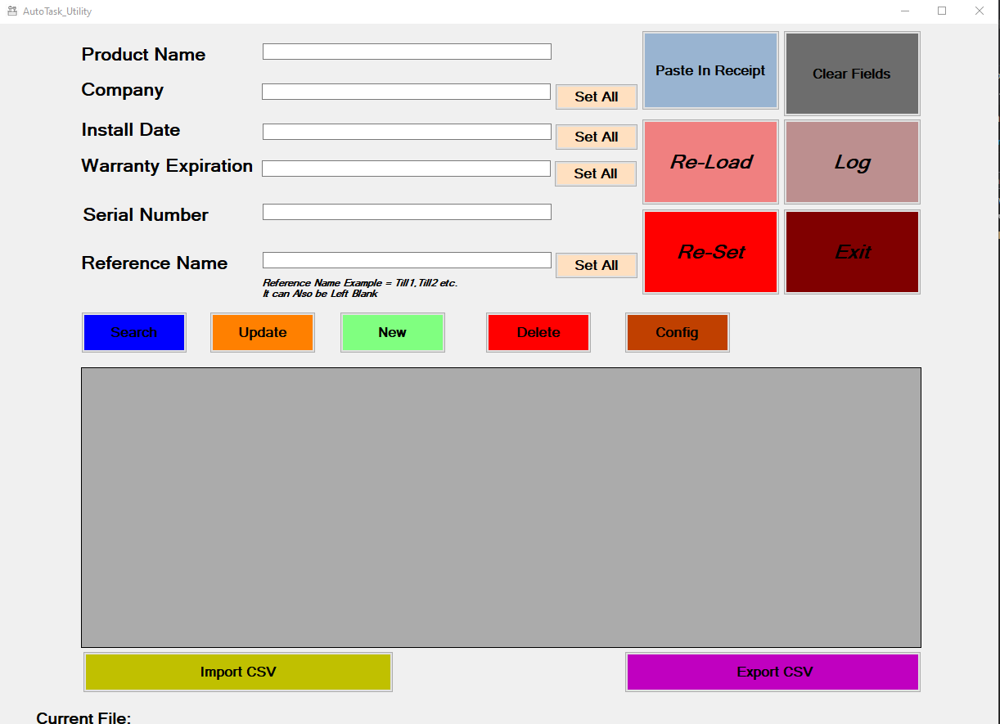 AutoTask_Utility
Product Name
Paste In Receipt
Clear Fields
Company
Set All
Install Date
Set All
Re-Load
Log
Warranty Expiration
Set All
Serial Number
Re-Set
Exit
Reference Name
Set All
Reference Name Example = Till1, Till2 etc.
It can Also be Left Blank
Search
Update
New
Delete
Config
Import CSV
Export CSV
Current File: